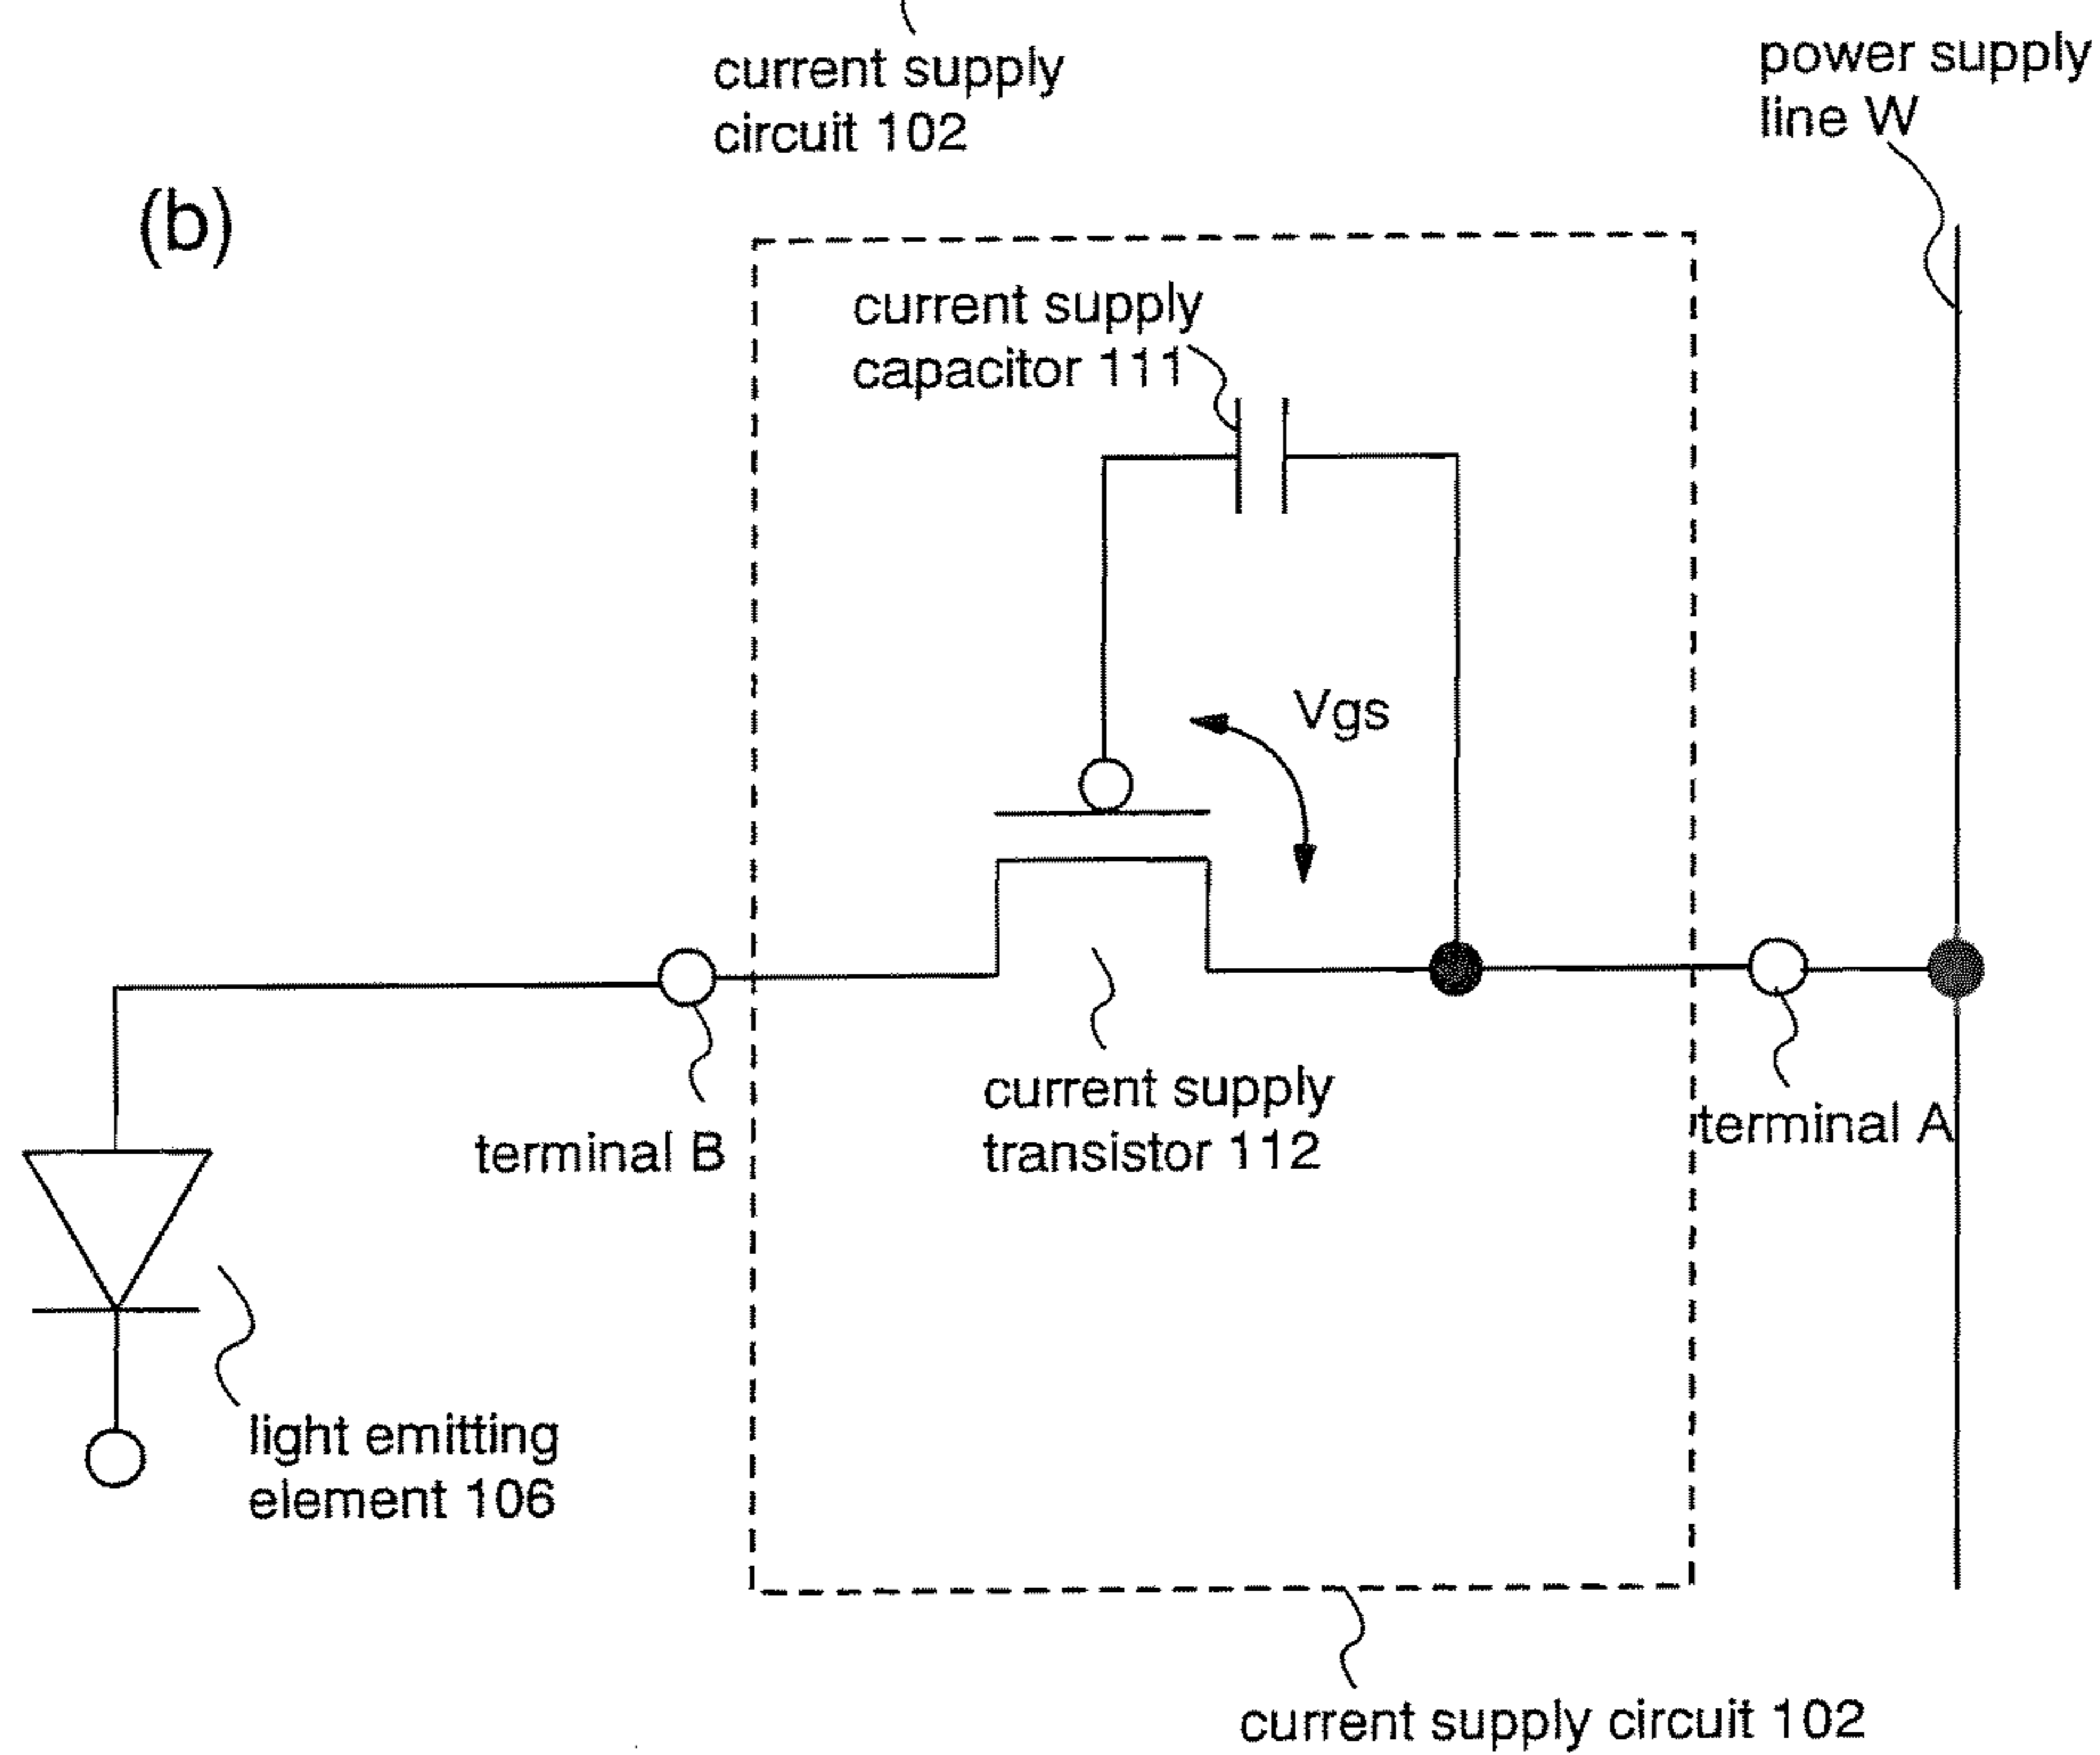 current supply
circuit 102
power supply
line W
(b)
current supply
capacitor 111
Vgs
terminal B
current supply
transistor 112
terminal A
light emitting
element 106
current supply circuit 102